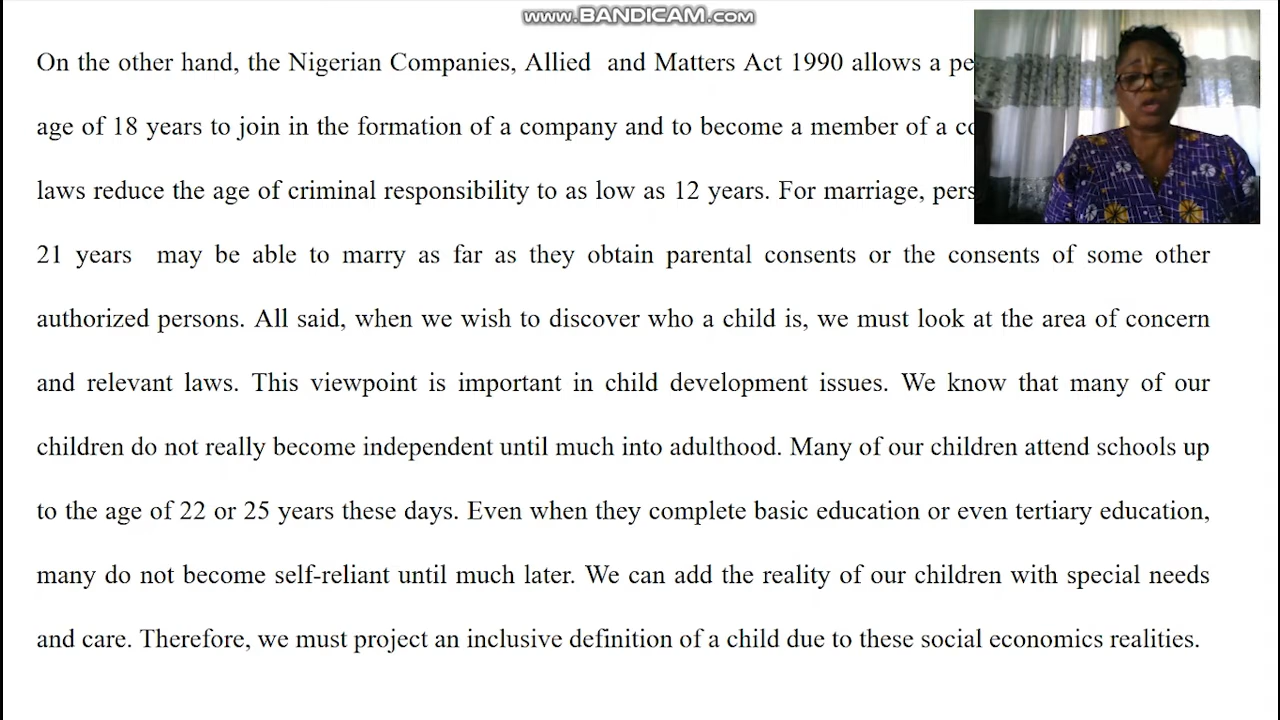 www.BANDICAM.com
On the other hand, the Nigerian Companies, Allied and Matters Act 1990 allows a
age of 18 years to join in the formation of a company and to become a member of a
laws reduce the age of criminal responsibility to as low as 12 years. For marriage,
21 years may be able to marry as far as they obtain parental consents or the consents of some other
authorized persons. All said, when we wish to discover who a child is, we must look at the area of concern
and relevant laws. This viewpoint is important in child development issues. We know that many of our
children do not really become independent until much into adulthood. Many of our children attend schools up
to the age of 22 or 25 years these days. Even when they complete basic education or even tertiary education,
many do not become self-reliant until much later. We can add the reality of our children with special needs
and care. Therefore, we must project an inclusive definition of a child due to these social economics realities.